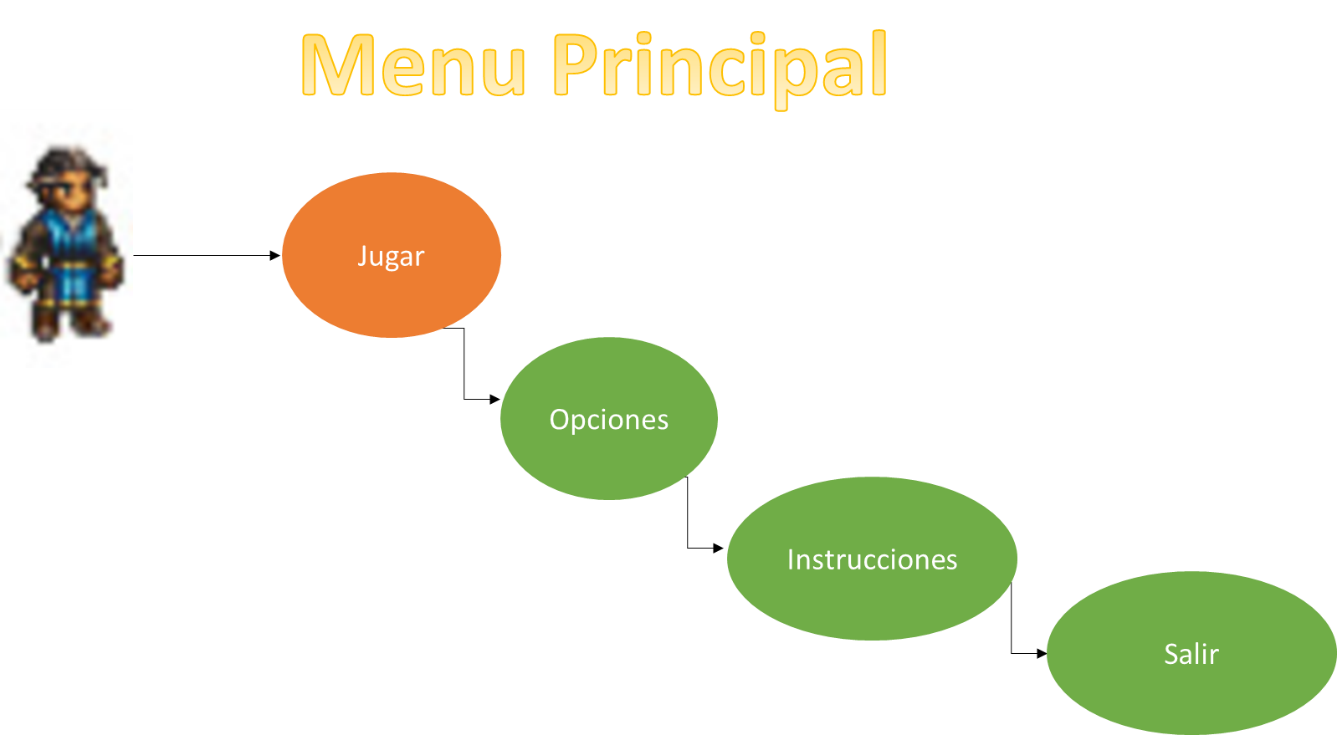 Menu Principal
Jugar
Opciones
Instrucciones
Salir